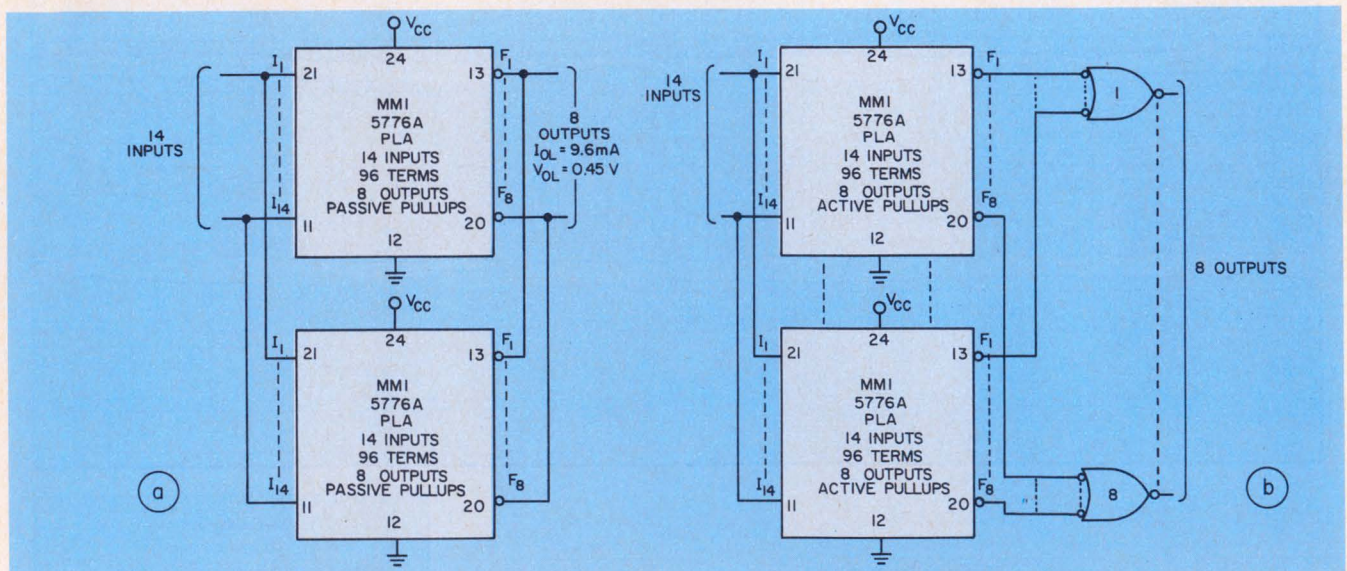 VCC
24
I1
21
13
F1
14
INPUTS
MMI
5776A
PLA
14 INPUTS
96 TERMS
8 OUTPUTS
PASSIVE PULLUPS
8
OUTPUTS
IOL = 9.6mA
VOL = 0.45 V
I14
11
20
F8
12
VCC
24
I1
21
13
F1
MMI
5776A
PLA
14 INPUTS
96 TERMS
8 OUTPUTS
PASSIVE PULLUPS
I14
11
20
F8
12
a
VCC
24
I1
21
13
F1
14
INPUTS
MMI
5776A
PLA
14 INPUTS
96 TERMS
8 OUTPUTS
ACTIVE PULLUPS
I14
11
20
F8
12
1
8 OUTPUTS
VCC
24
I1
21
13
F1
MMI
5776A
PLA
14 INPUTS
96 TERMS
8 OUTPUTS
ACTIVE PULLUPS
I14
11
20
F8
12
8
b